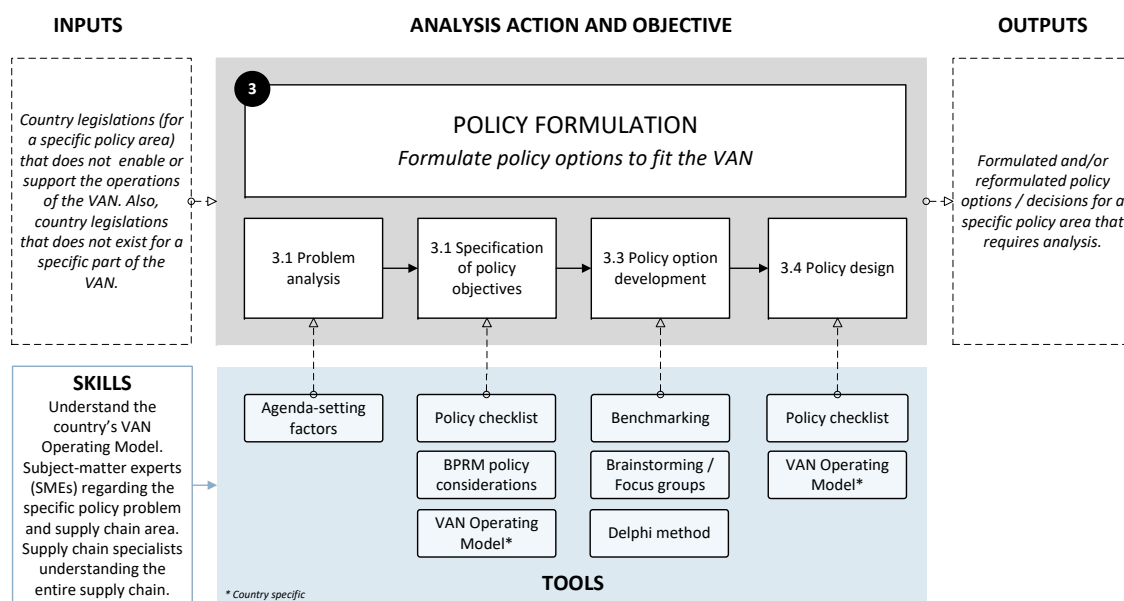 INPUTS
ANALYSIS ACTION AND OBJECTIVE
OUTPUTS
Country legislations (for
a specific policy area)
that does not enable or
support the operations
of the VAN. Also,
country legislations
that does not exist for a
specific part of the
VAN.
3
POLICY FORMULATION
Formulate policy options to fit the VAN
3.1 Problem
analysis
3.1 Specification
of policy
objectives
3.3 Policy option
development
3.4 Policy design
Formulated and/or
reformulated policy
options / decisions for a
specific policy area that
requires analysis.
SKILLS
Understand the
country's VAN
Operating Model.
Subject-matter experts
(SMEs) regarding the
specific policy problem
and supply chain area.
Supply chain specialists
understanding the
entire supply chain.
Agenda-setting
factors
Policy checklist
BPRM policy
considerations
VAN Operating
Model*
Benchmarking
Brainstorming /
Focus groups
Delphi method
Policy checklist
VAN Operating
Model*
TOOLS
* Country specific